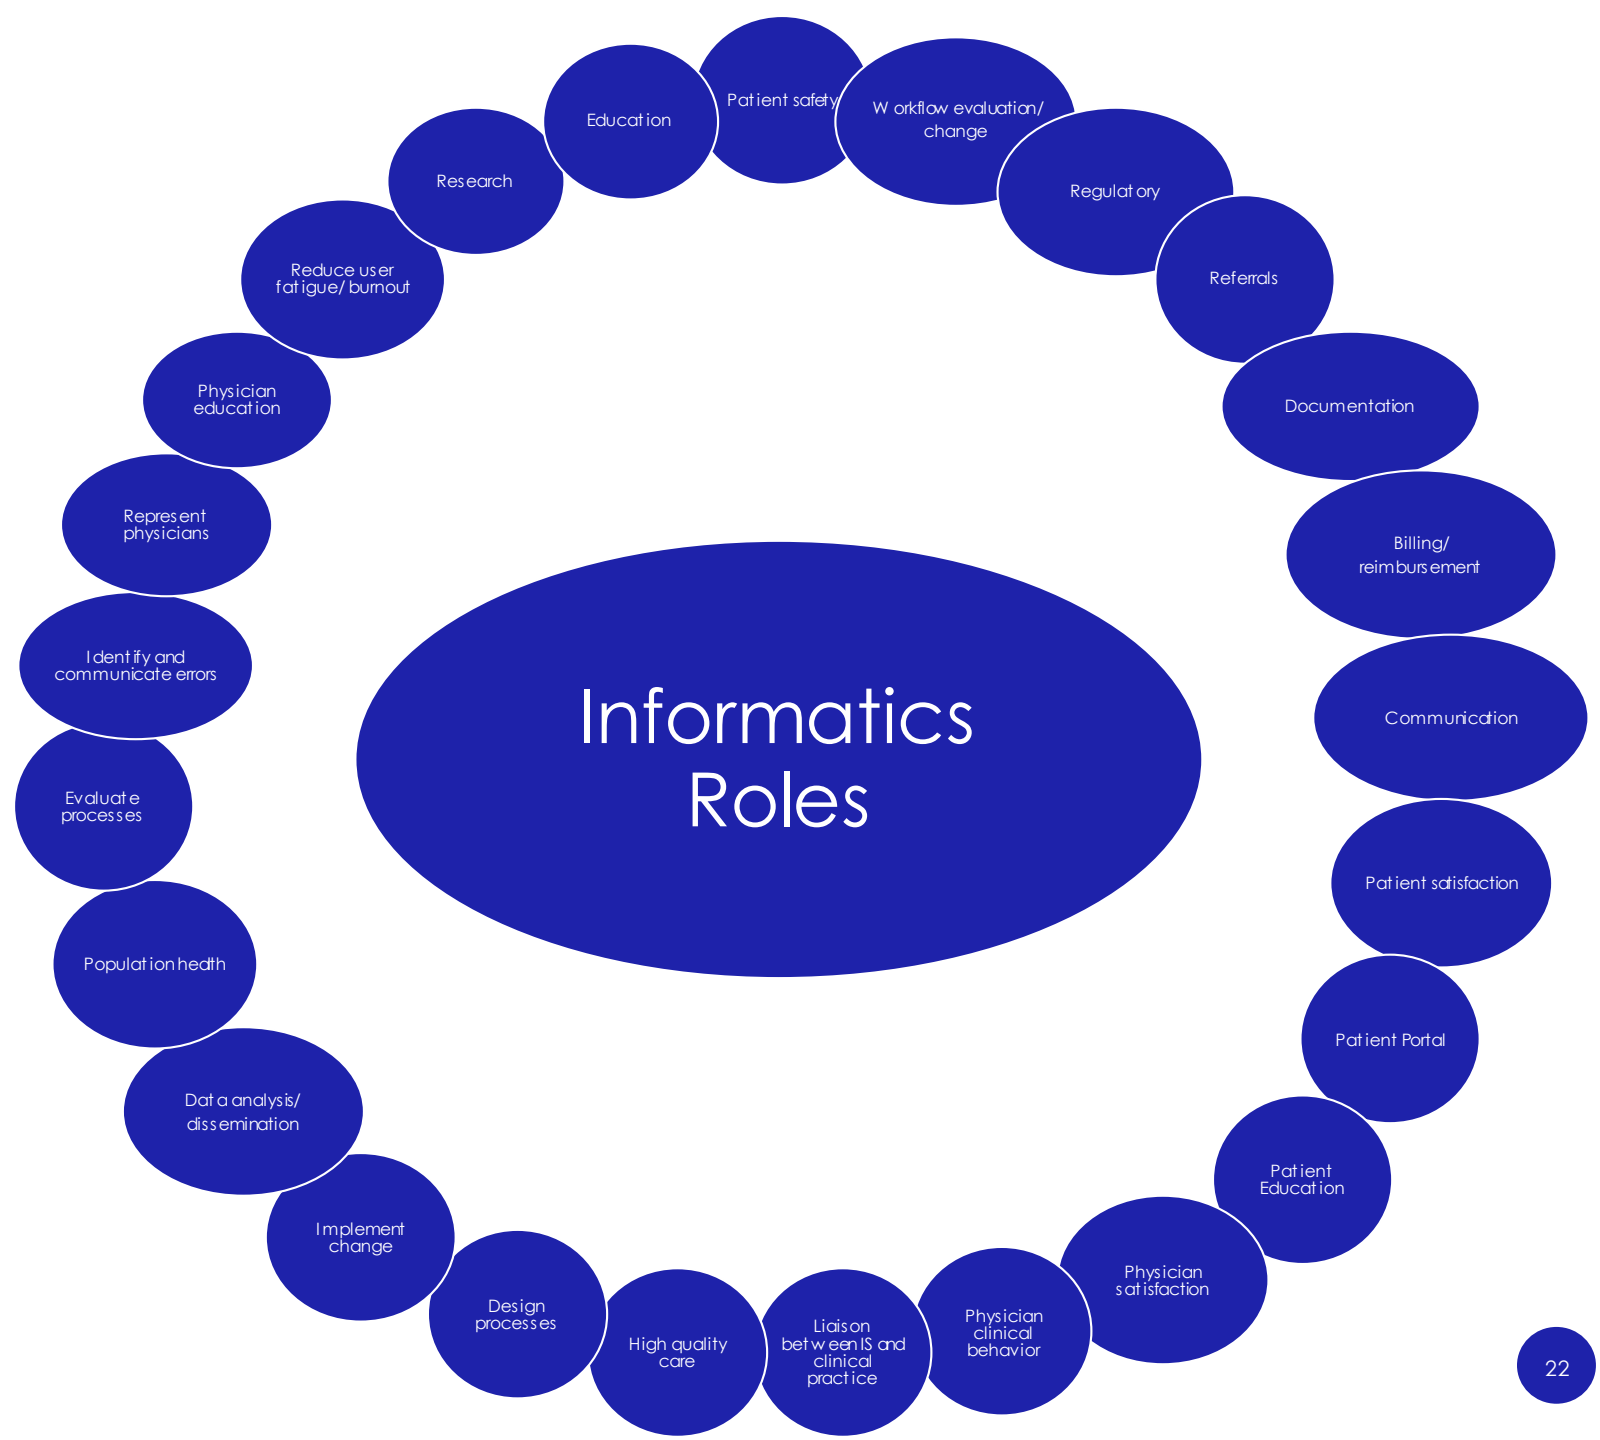 Patient safety
Workflow evaluation/
change
Regulatory
Referrals
Documentation
Billing/
reimbursement
Communication
Patient satisfaction
Patient Portal
Patient
Education
Physician
satisfaction
Physician
clinical
behavior
Liaison
between IS and
clinical
practice
High quality
care
Design
processes
Implement
change
Data analysis/
dissemination
Population health
Evaluate
processes
Identify and
communicate errors
Represent
physicians
Physician
education
Reduce user
fatigue/ burnout
Research
Education
Informatics
Roles
22